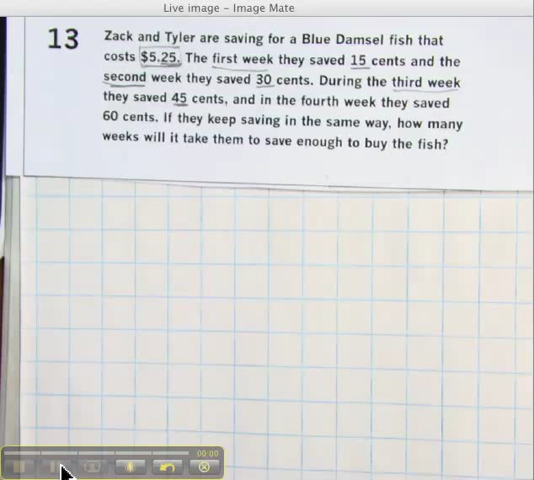 Live image - Image Mate
13
Zack and Tyler are saving for a Blue Damsel fish that
costs $5.25. The first week they saved 15 cents and the
second week they saved 30 cents. During the third week
they saved 45 cents, and in the fourth week they saved
60 cents. If they keep saving in the same way, how many
weeks will it take them to save enough to buy the fish?
00:00